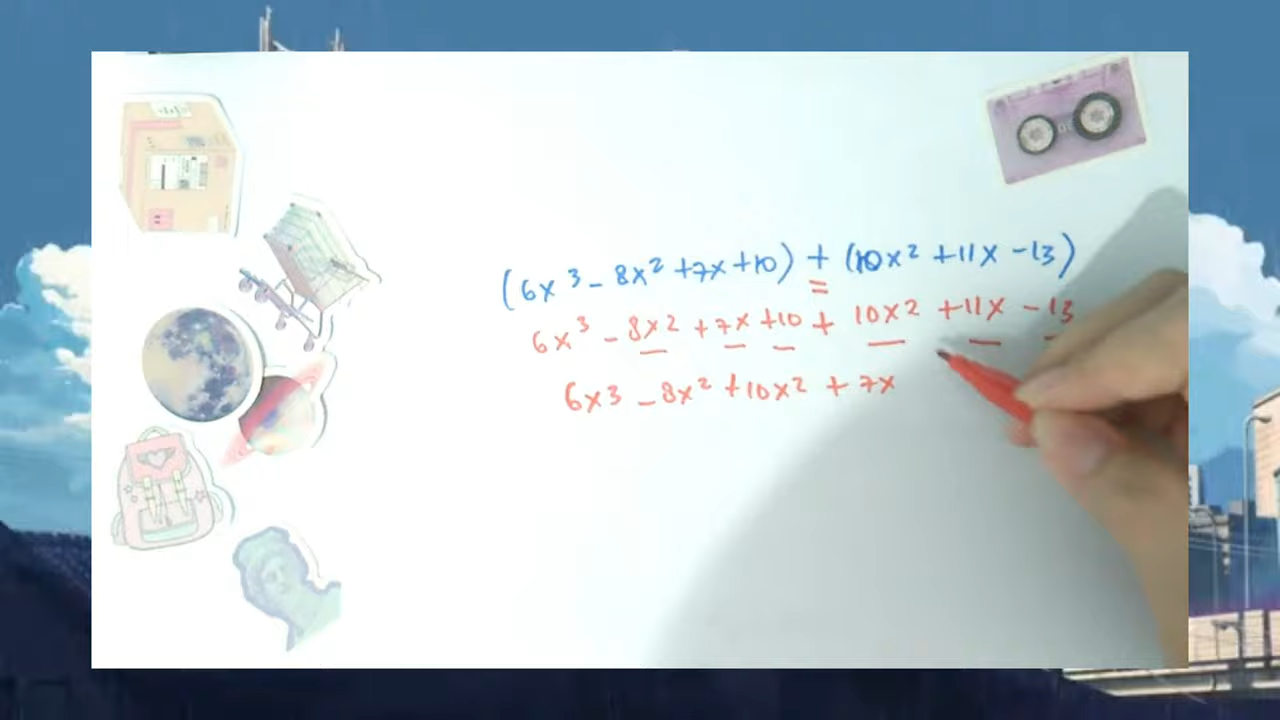 (6x³ - 8x² + 7x + 10) + (10x² + 11x - 13)
6x³ - 8x2 + 7x + 10 + 10x2 + 11x - 13
6x3 - 8x² + 10x² + 7x